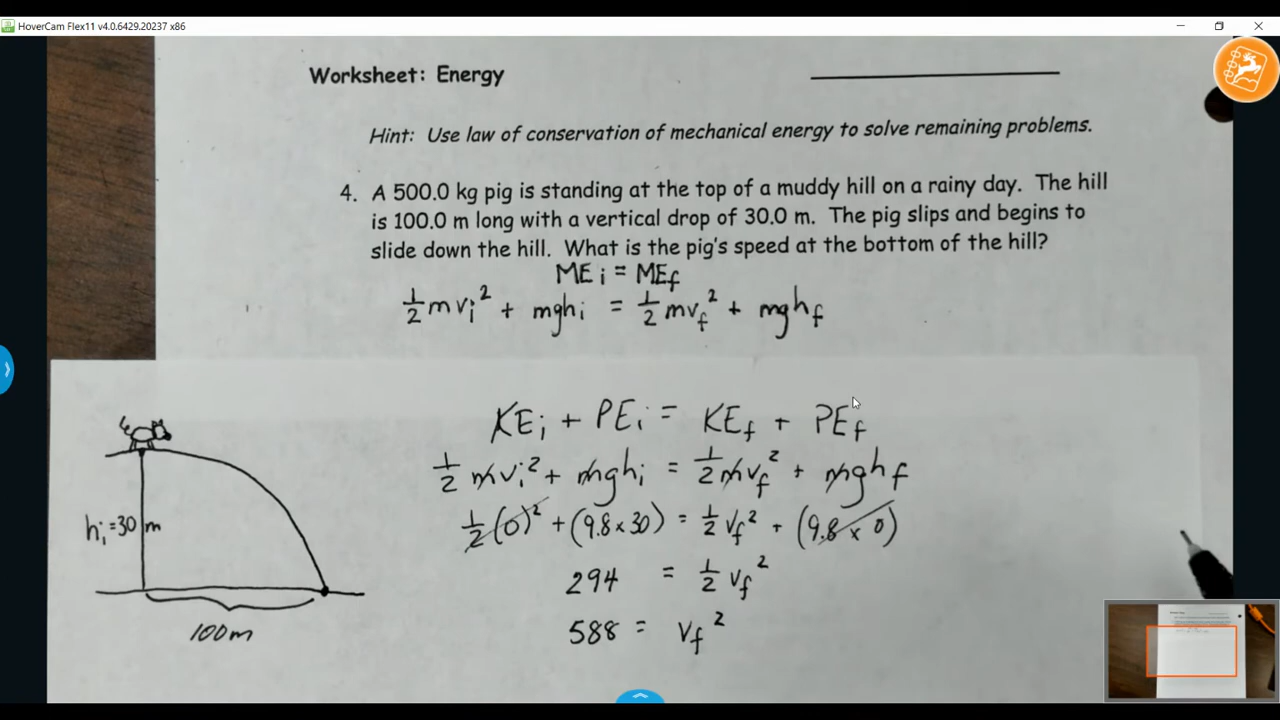 HoverCam Flex11 v4.0.6429.20237 x86
Worksheet: Energy
Hint: Use law of conservation of mechanical energy to solve remaining problems.
4. A 500.0 kg pig is standing at the top of a muddy hill on a rainy day. The hill
is 100.0 m long with a vertical drop of 30.0 m. The pig slips and begins to
slide down the hill. What is the pig's speed at the bottom of the hill?
MEi = MEf
½mvi² + mghi = ½mvf² + mghf
KEi + PEi = KEf + PEf
½mvi² + mghi = ½mvf² + mghf
½(0)² + (9.8 x 30) = ½vf² + (9.8 x 0)
294 = ½vf²
588 = vf²
hi = 30 m
100m